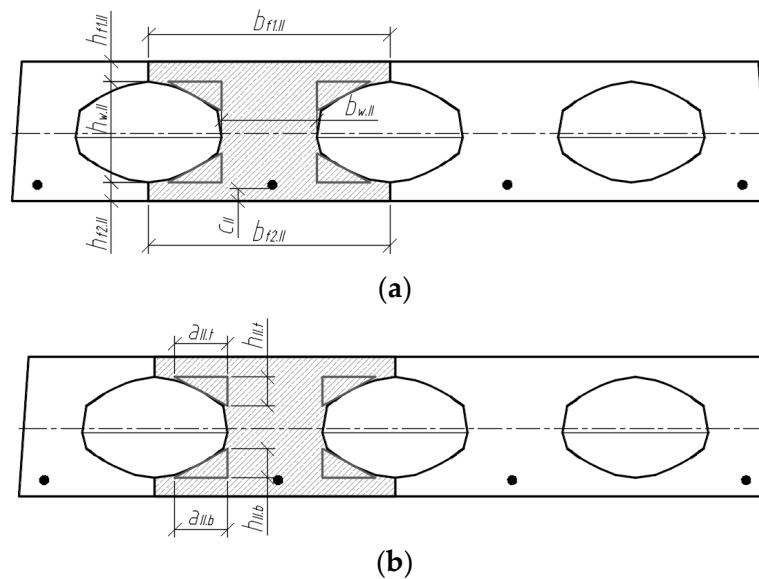 b_f1.II
h_f1.II
h_w.II
b_w.II
c_II
h_f2.II
b_f2.II
(a)
a_II.t
h_II.t
a_II.b
h_II.b
(b)